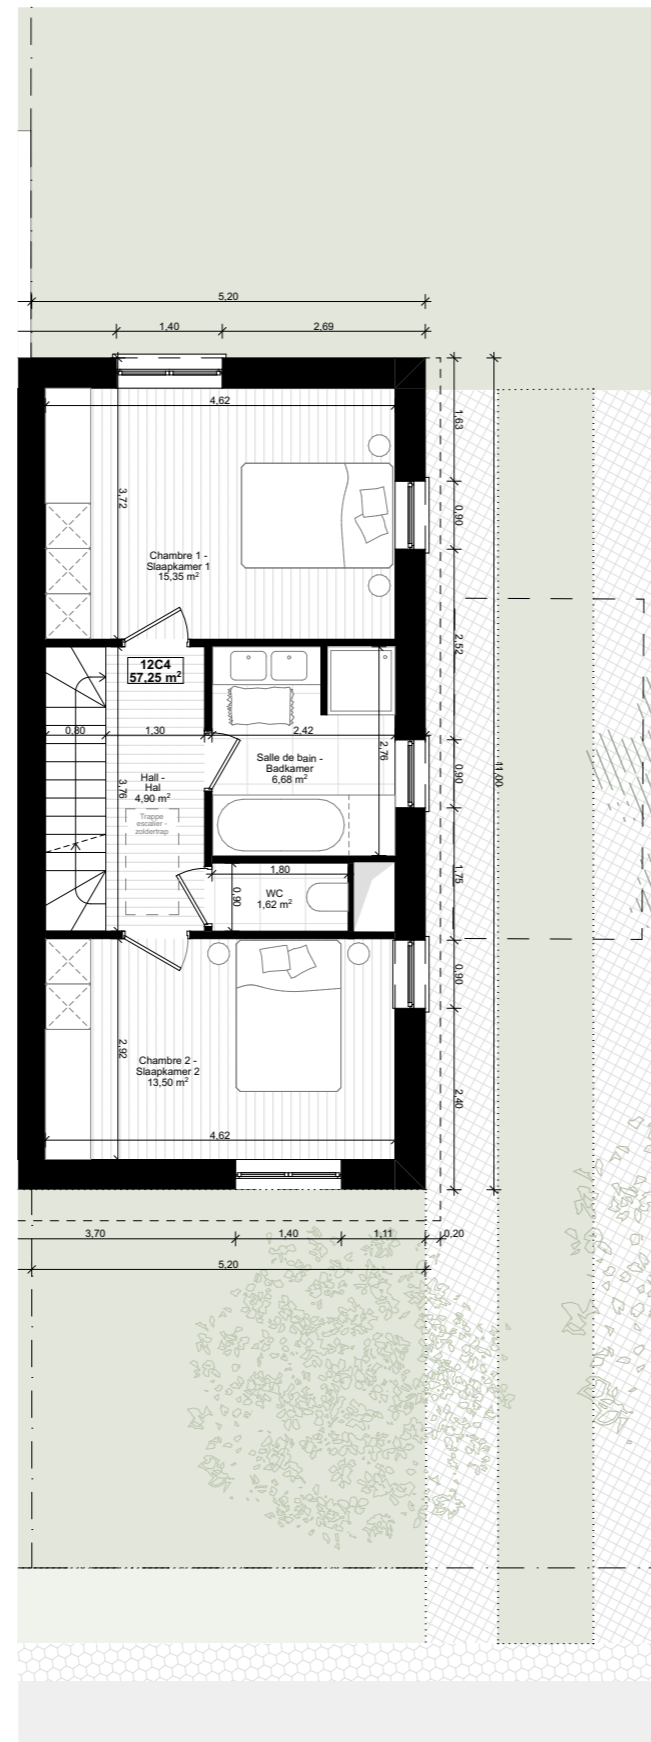 5,20
1,40
2,69
4,62
1,63
3,72
0,90
Chambre 1 -
Slaapkamer 1
15,35 m²
2,52
12C4
57,25 m²
0,80
1,30
2,42
2,76
Salle de bain -
Badkamer
6,68 m²
11,00
0,90
Hall -
Hal
4,90 m²
3,76
Trappe
escalier -
zoldertrap
1,75
1,80
WC
1,62 m²
0,90
0,90
2,92
Chambre 2 -
Slaapkamer 2
13,50 m²
2,40
4,62
3,70
1,40
1,11
0,20
5,20